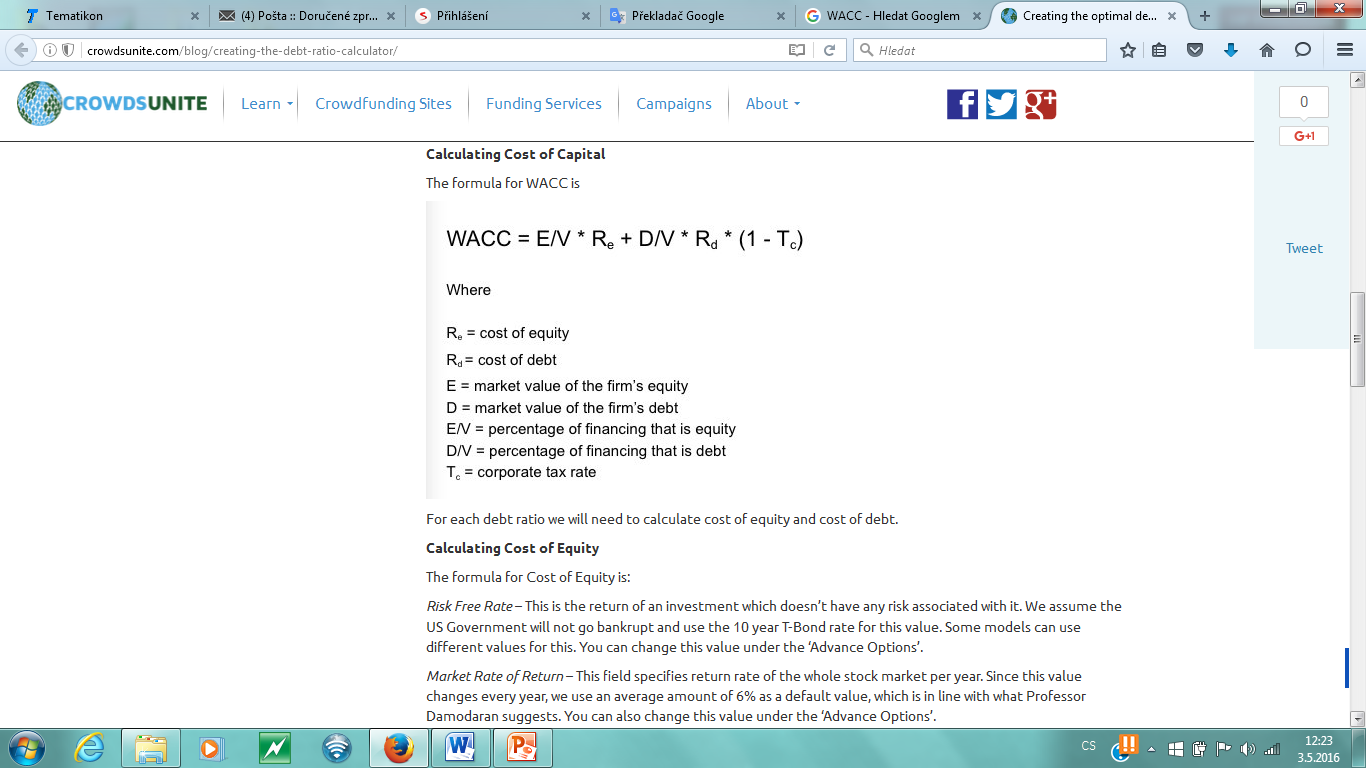 Tematikon
(4) Pošta :: Doručené zpr...
Přihlášení
Překladač Google
WACC - Hledat Googlem
Creating the optimal de...
crowdsunite.com/blog/creating-the-debt-ratio-calculator/
Hledat
CROWDSUNITE
Learn
Crowdfunding Sites
Funding Services
Campaigns
About
0
G+1
Tweet
Calculating Cost of Capital
The formula for WACC is
WACC = E/V * Re + D/V * Rd * (1 - Tc)
Where
Re = cost of equity
Rd = cost of debt
E = market value of the firm's equity
D = market value of the firm's debt
E/V = percentage of financing that is equity
D/V = percentage of financing that is debt
Tc = corporate tax rate
For each debt ratio we will need to calculate cost of equity and cost of debt.
Calculating Cost of Equity
The formula for Cost of Equity is:
Risk Free Rate – This is the return of an investment which doesn't have any risk associated with it. We assume the
US Government will not go bankrupt and use the 10 year T-Bond rate for this value. Some models can use
different values for this. You can change this value under the 'Advance Options'.
Market Rate of Return – This field specifies return rate of the whole stock market per year. Since this value
changes every year, we use an average amount of 6% as a default value, which is in line with what Professor
Damodaran suggests. You can also change this value under the 'Advance Options'.
CS
12:23
3.5.2016